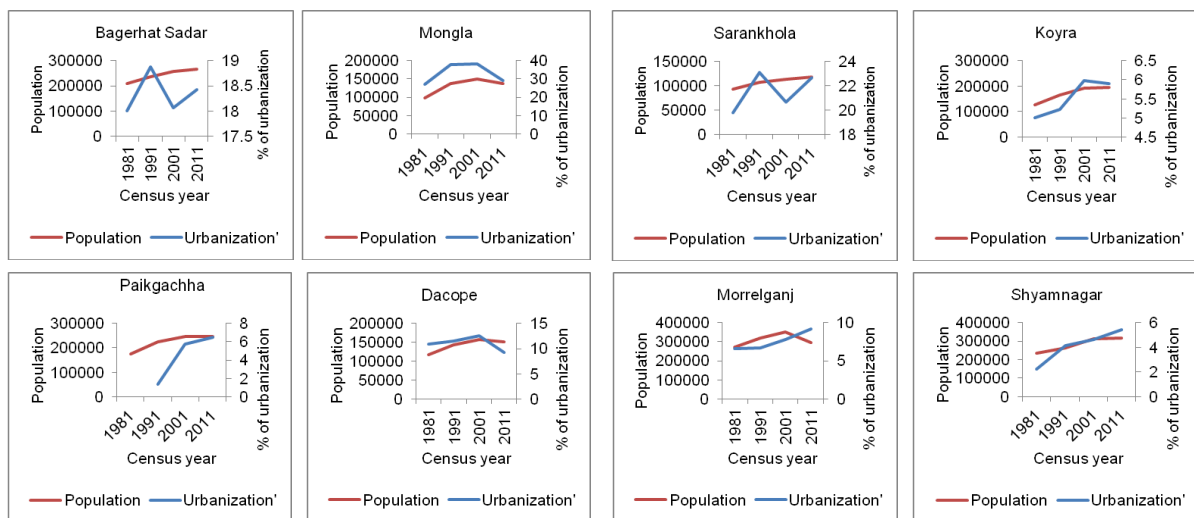 Bagerhat Sadar
Population
300000
200000
100000
0
19
18.5
18
17.5
% of urbanization
1981
1991
2001
2011
Census year
Population
Urbanization'
Mongla
Population
200000
150000
100000
50000
0
40
30
20
10
0
% of urbanization
1981
1991
2001
2011
Census year
Population
Urbanization'
Sarankhola
Population
150000
100000
50000
0
24
22
20
18
% of urbanization
1981
1991
2001
2011
Census year
Population
Urbanization'
Koyra
Population
300000
200000
100000
0
6.5
6
5.5
5
4.5
% of urbanization
1981
1991
2001
2011
Census year
Population
Urbanization'
Paikgachha
Population
300000
200000
100000
0
8
6
4
2
0
% of urbanization
1981
1991
2001
2011
Census year
Population
Urbanization'
Dacope
Population
200000
150000
100000
50000
0
15
10
5
0
% of urbanization
1981
1991
2001
2011
Census year
Population
Urbanization'
Morrelganj
Population
400000
300000
200000
100000
0
10
5
0
% of urbanization
1981
1991
2001
2011
Census year
Population
Urbanization'
Shyamnagar
Population
400000
300000
200000
100000
0
6
4
2
0
% of urbanization
1981
1991
2001
2011
Census year
Population
Urbanization'